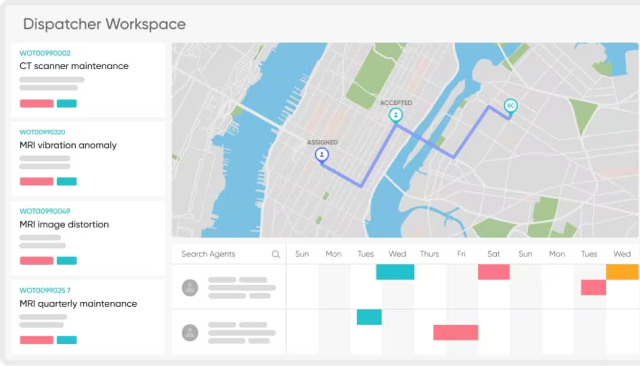 Dispatcher Workspace
WOT00990002
CT scanner maintenance
WOT00990320
MRI vibration anomaly
WOT00990049
MRI image distortion
WOT0099025 7
MRI quarterly maintenance
ACCEPTED
ASSIGNED
BC
Search Agents
Sun Mon Tues Wed Thurs Fri Sat Sun Mon Tues Wed